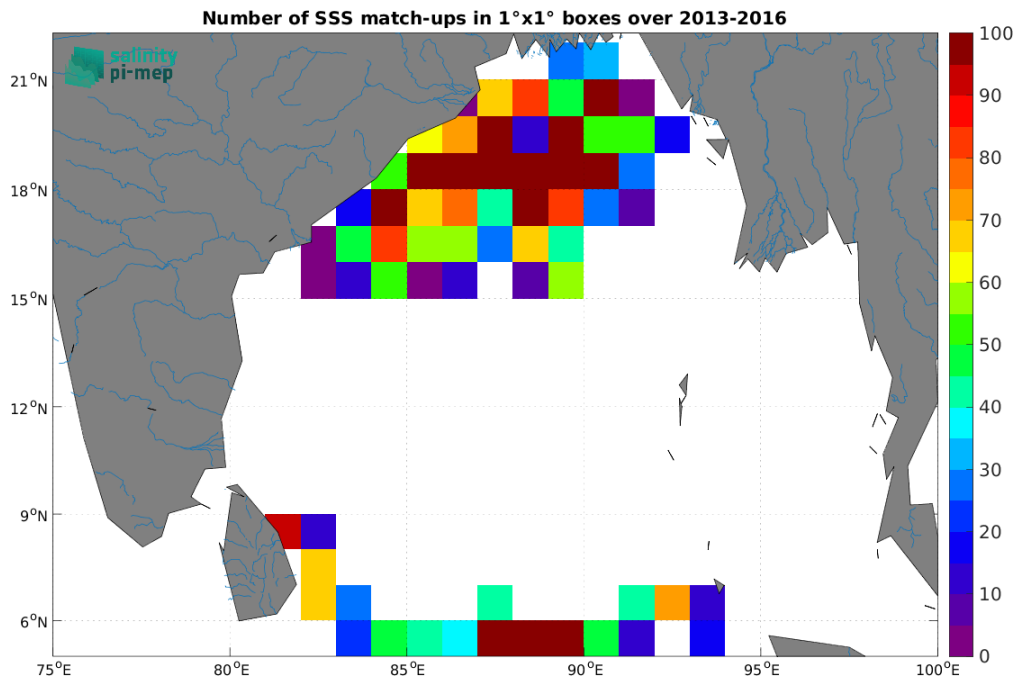 Number of SSS match-ups in 1°x1° boxes over 2013-2016
salinity
pi-mep
21°N
18°N
15°N
12°N
9°N
6°N
75°E 80°E 85°E 90°E 95°E 100°E
100
90
80
70
60
50
40
30
20
10
0